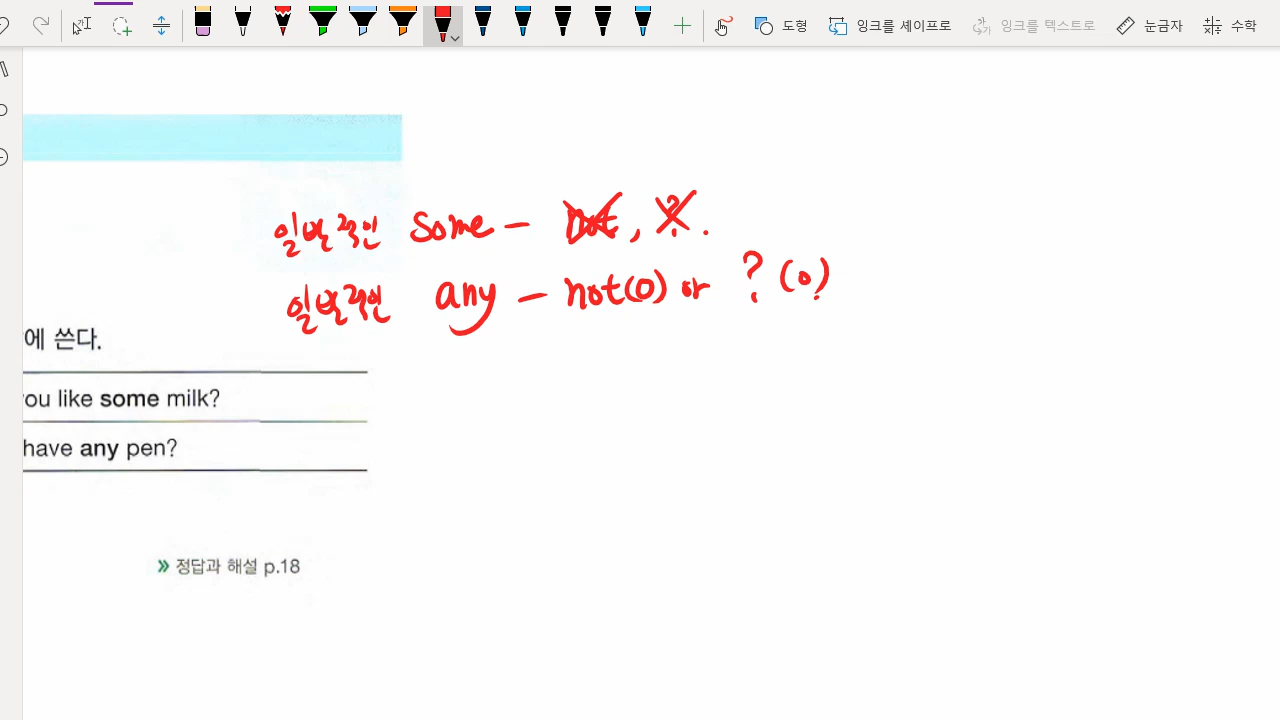 도형 잉크를 셰이프로 잉크를 텍스트로 눈금자 수학
일반적인 some - not, ?.
일반적인 any - not(o) or ? (o)
에 쓴다.
you like some milk?
have any pen?
» 정답과 해설 p.18